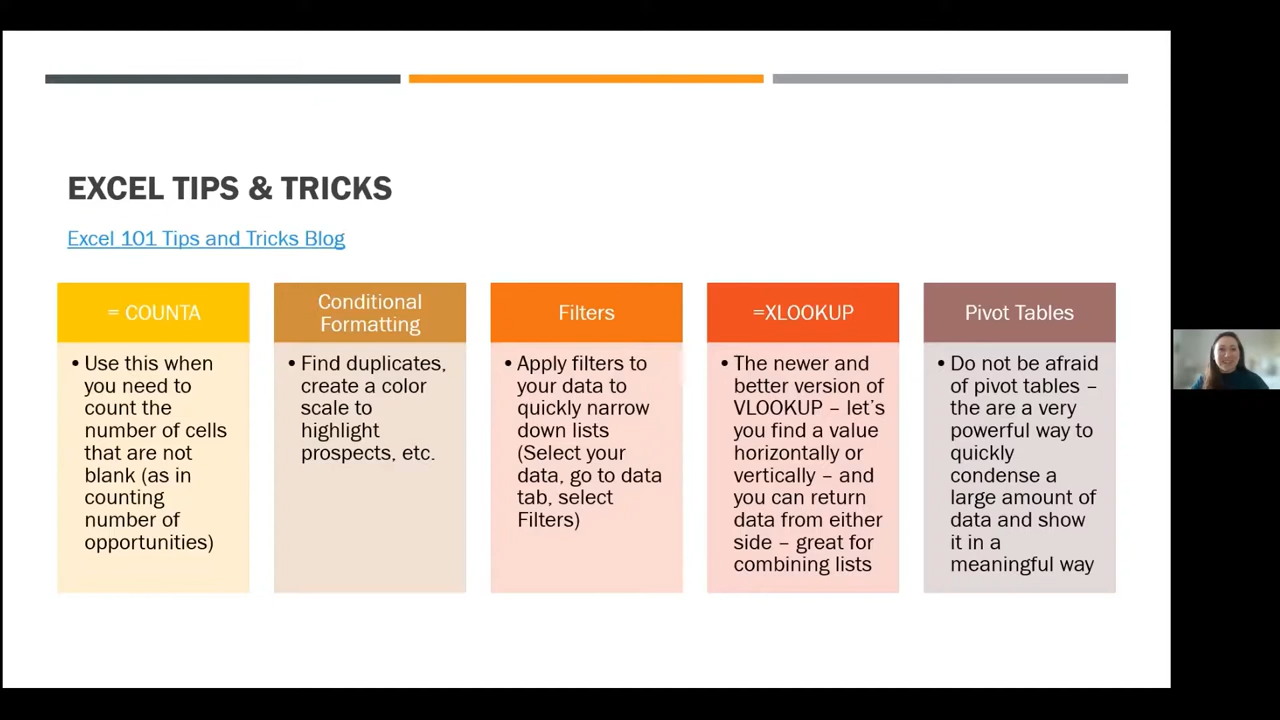 EXCEL TIPS & TRICKS
Excel 101 Tips and Tricks Blog
= COUNTA
• Use this when
you need to
count the
number of cells
that are not
blank (as in
counting
number of
opportunities)
Conditional
Formatting
• Find duplicates,
create a color
scale to
highlight
prospects, etc.
Filters
• Apply filters to
your data to
quickly narrow
down lists
(Select your
data, go to data
tab, select
Filters)
=XLOOKUP
• The newer and
better version of
VLOOKUP – let’s
you find a value
horizontally or
vertically – and
you can return
data from either
side – great for
combining lists
Pivot Tables
• Do not be afraid
of pivot tables –
the are a very
powerful way to
quickly
condense a
large amount of
data and show
it in a
meaningful way